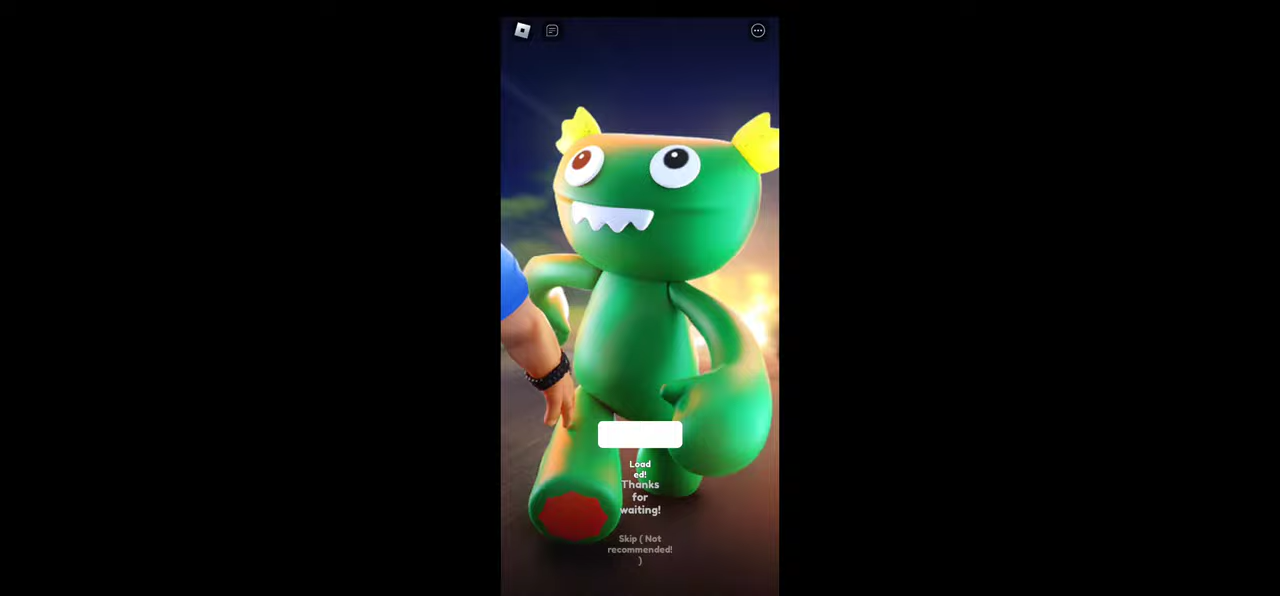 Load
ed!
Thanks
for
waiting!
Skip ( Not
recommended!
)